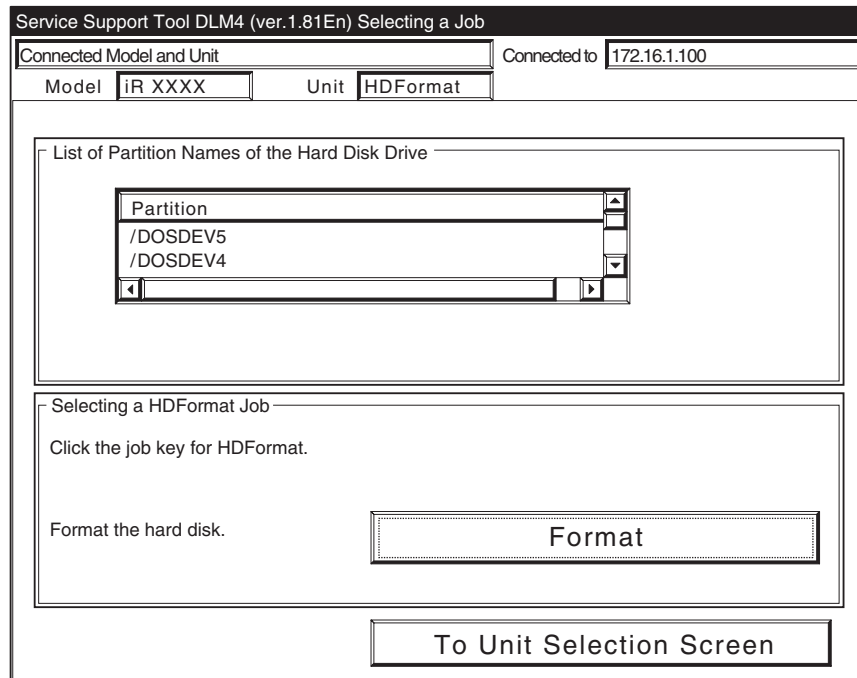 Service Support Tool DLM4 (ver.1.81En) Selecting a Job
Connected Model and Unit Connected to 172.16.1.100
Model iR XXXX Unit HDFormat
List of Partition Names of the Hard Disk Drive
Partition
/DOSDEV5
/DOSDEV4
Selecting a HDFormat Job
Click the job key for HDFormat.
Format the hard disk. Format
To Unit Selection Screen